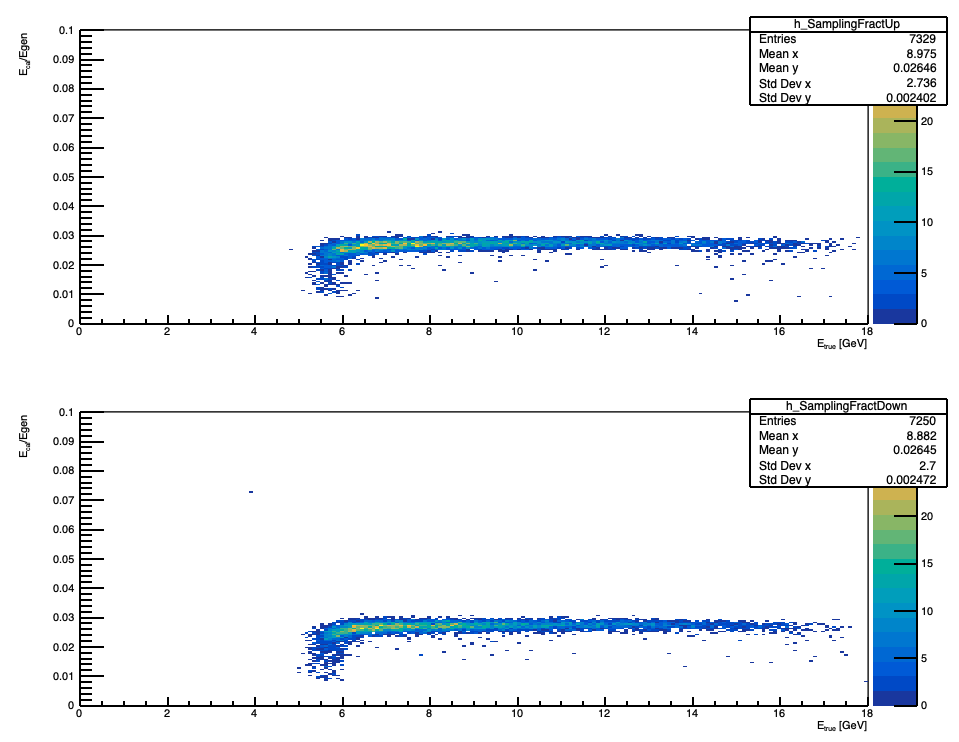 h_SamplingFractUp
Entries 7329
Mean x 8.975
Mean y 0.02646
Std Dev x 2.736
Std Dev y 0.002402
Ecal/Egen
0.1
0.09
0.08
0.07
0.06
0.05
0.04
0.03
0.02
0.01
0
0 2 4 6 8 10 12 14 16 18
Etrue [GeV]
20
15
10
5
0
h_SamplingFractDown
Entries 7250
Mean x 8.882
Mean y 0.02645
Std Dev x 2.7
Std Dev y 0.002472
Ecal/Egen
0.1
0.09
0.08
0.07
0.06
0.05
0.04
0.03
0.02
0.01
0
0 2 4 6 8 10 12 14 16 18
Etrue [GeV]
20
15
10
5
0